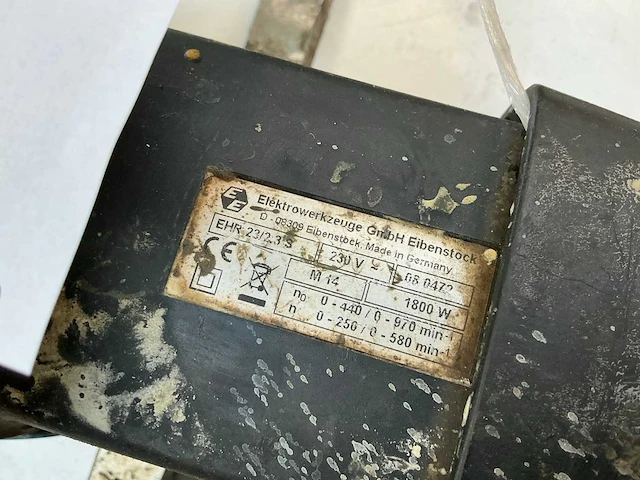 Elektrowerkzeuge GmbH Eibenstock
D - 08309 Eibenstock, Made in Germany
EHR 23/2.3 S 230 V ~ 08 0472
M 14 1800 W
n₀ 0 - 440 / 0 - 970 min-1
n 0 - 250 / 0 - 580 min-1